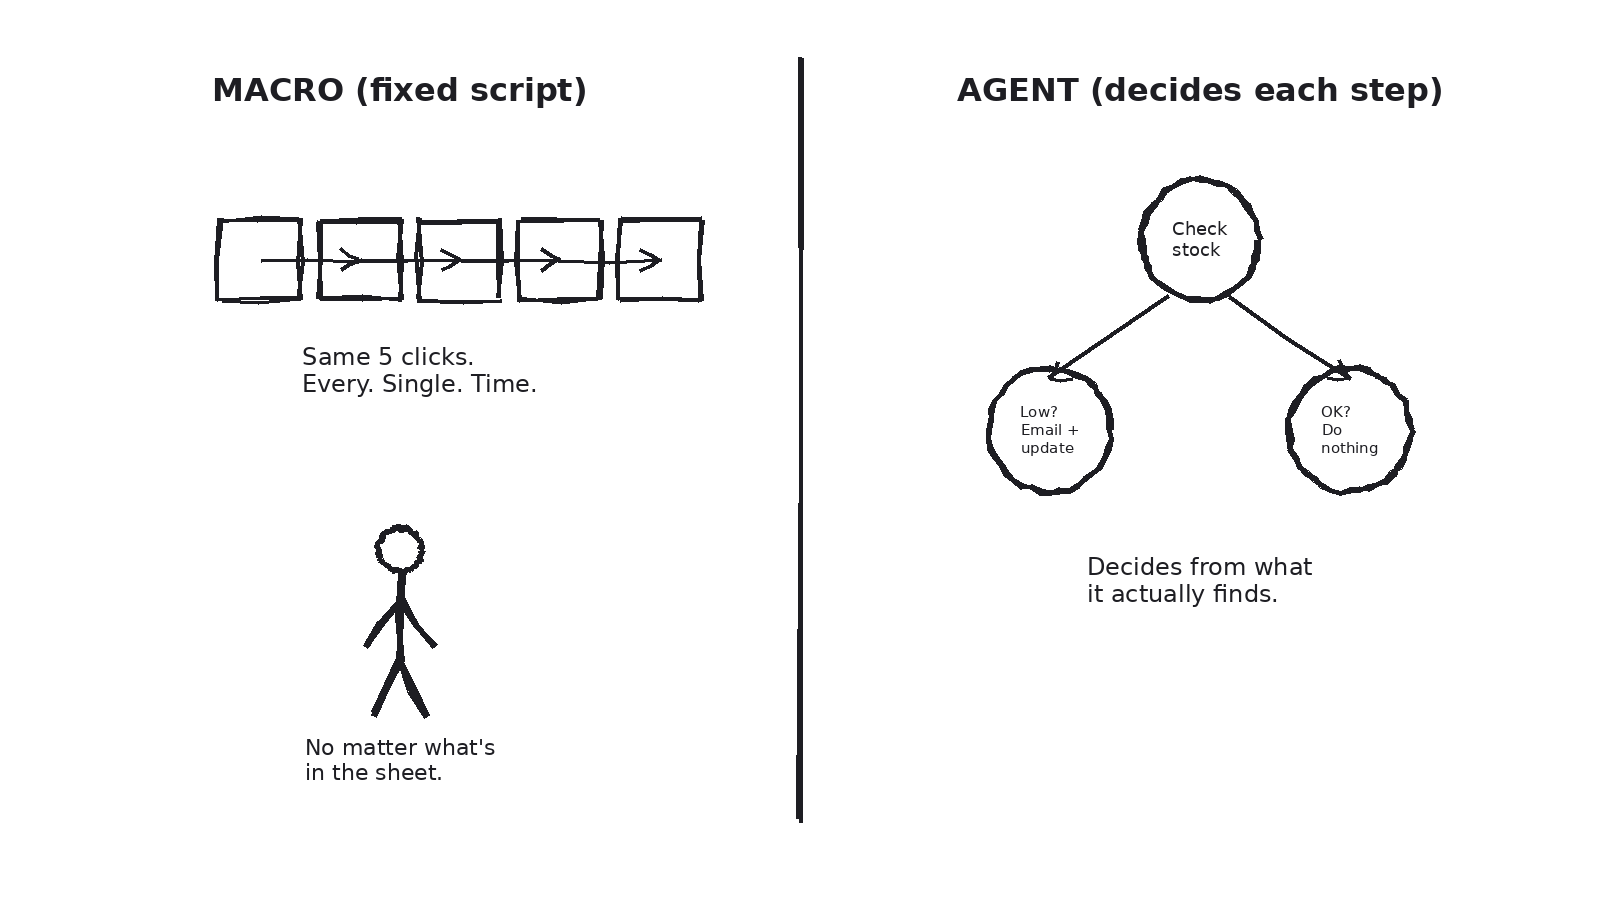 MACRO (fixed script)
Same 5 clicks.
Every. Single. Time.
No matter what's
in the sheet.
AGENT (decides each step)
Check
stock
Low?
Email +
update
OK?
Do
nothing
Decides from what
it actually finds.